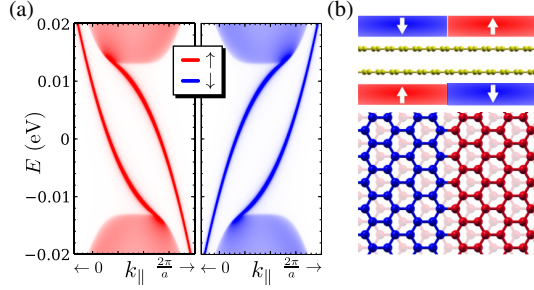 (a)
(b)
0.02
0.01
0
−0.01
−0.02
E (eV)
↑
↓
← 0 k∥ 2π/a →
← 0 k∥ 2π/a →
↓ ↑
↑ ↓